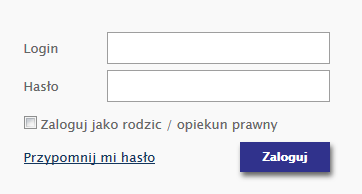 Login
Hasło
Zaloguj jako rodzic / opiekun prawny
Przypomnij mi hasło Zaloguj